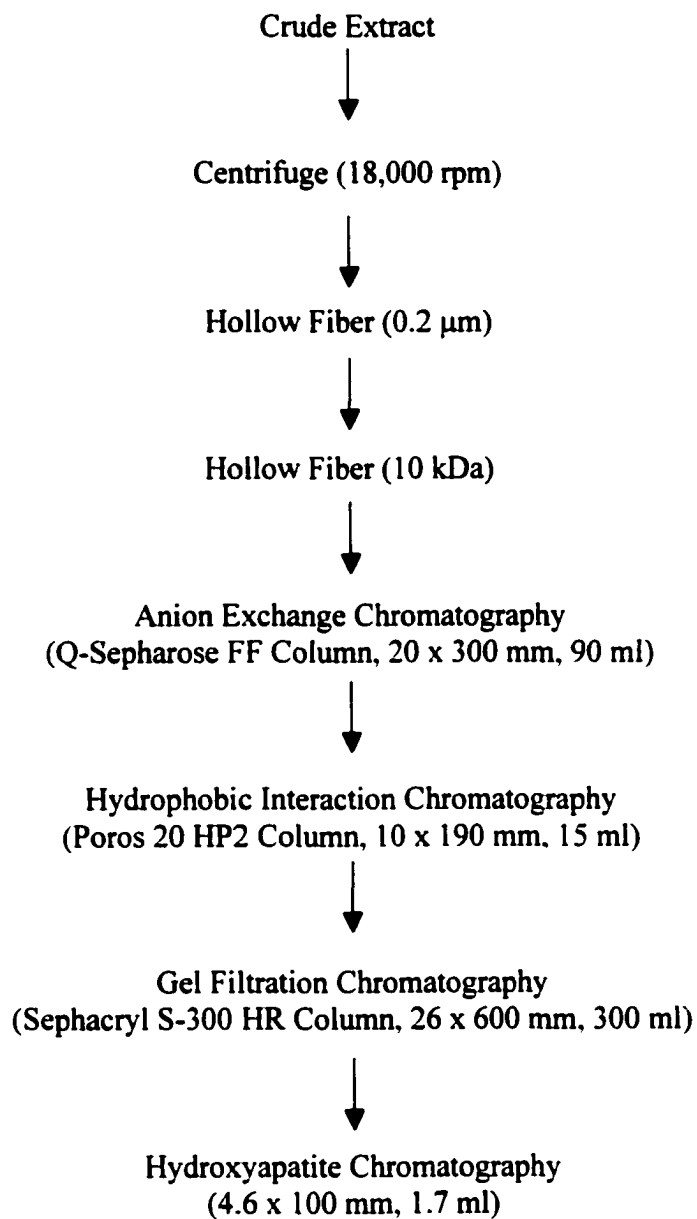 Crude Extract
Centrifuge (18,000 rpm)
Hollow Fiber (0.2 μm)
Hollow Fiber (10 kDa)
Anion Exchange Chromatography
(Q-Sepharose FF Column, 20 x 300 mm, 90 ml)
Hydrophobic Interaction Chromatography
(Poros 20 HP2 Column, 10 x 190 mm, 15 ml)
Gel Filtration Chromatography
(Sephacryl S-300 HR Column, 26 x 600 mm, 300 ml)
Hydroxyapatite Chromatography
(4.6 x 100 mm, 1.7 ml)